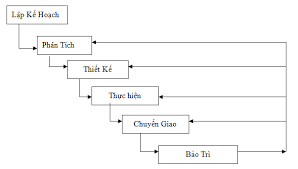 Lập Kế Hoạch
Phân Tích
Thiết Kế
Thực hiện
Chuyển Giao
Bảo Trì